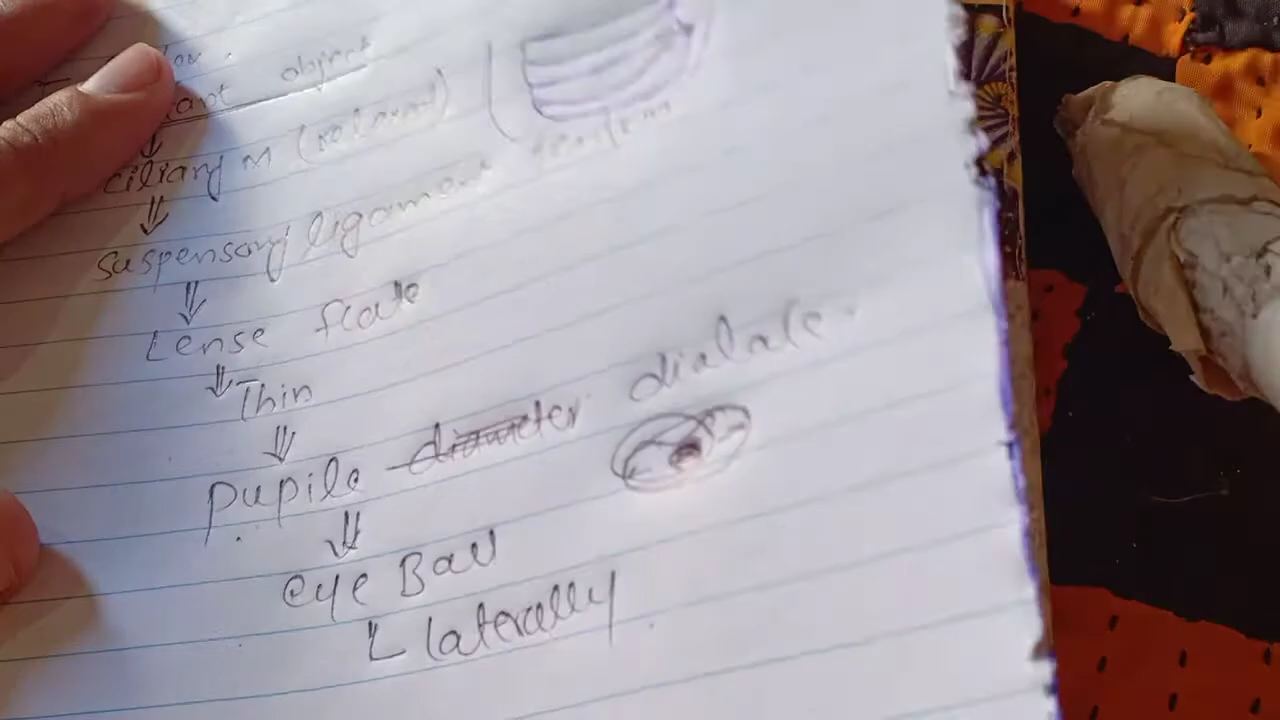 object
ciliary M (relaxed)
suspensory ligament
Lense flate
Thin
pupile diameter dialate.
eye Ball
laterally